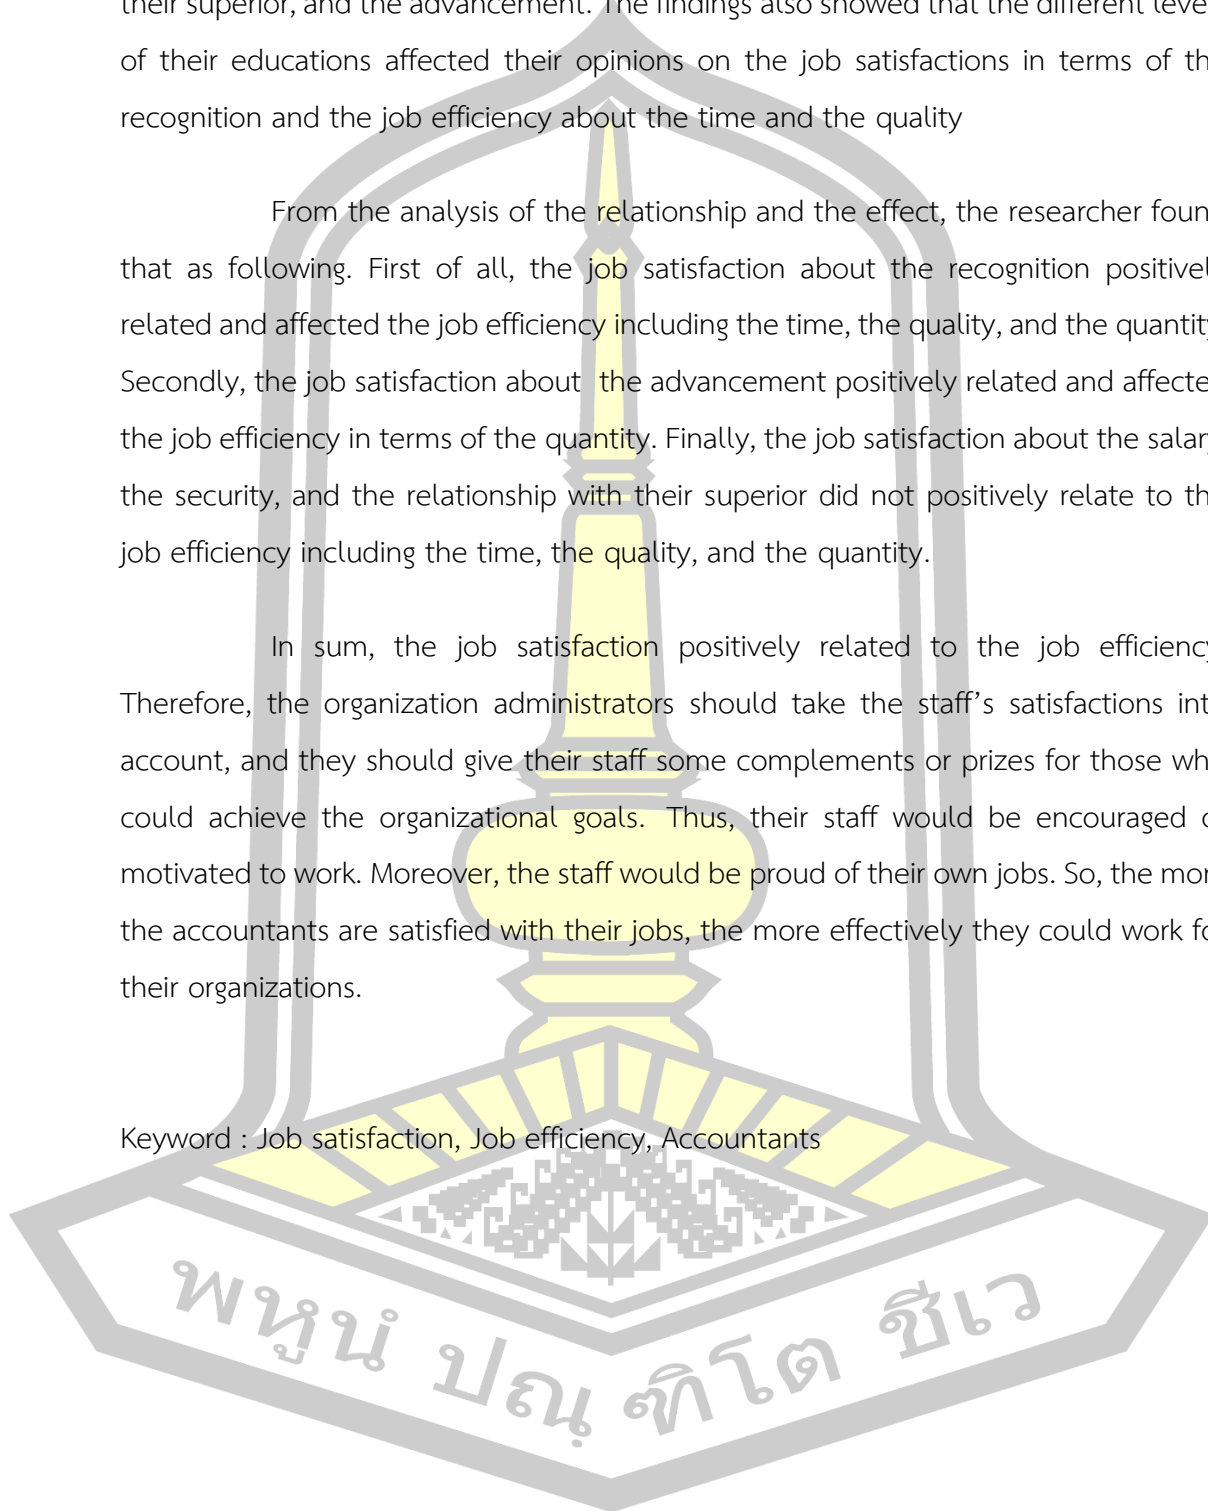 their superior, and the advancement. The findings also showed that the different leve
of their educations affected their opinions on the job satisfactions in terms of th
recognition and the job efficiency about the time and the quality
From the analysis of the relationship and the effect, the researcher foun
that as following. First of all, the job satisfaction about the recognition positivel
related and affected the job efficiency including the time, the quality, and the quantity
Secondly, the job satisfaction about the advancement positively related and affecte
the job efficiency in terms of the quantity. Finally, the job satisfaction about the salary
the security, and the relationship with their superior did not positively relate to th
job efficiency including the time, the quality, and the quantity.
In sum, the job satisfaction positively related to the job efficiency
Therefore, the organization administrators should take the staff's satisfactions int
account, and they should give their staff some complements or prizes for those wh
could achieve the organizational goals. Thus, their staff would be encouraged o
motivated to work. Moreover, the staff would be proud of their own jobs. So, the mor
the accountants are satisfied with their jobs, the more effectively they could work fo
their organizations.
Keyword : Job satisfaction, Job efficiency, Accountants
พหูนํ ปณฺฑิโต ชีเว